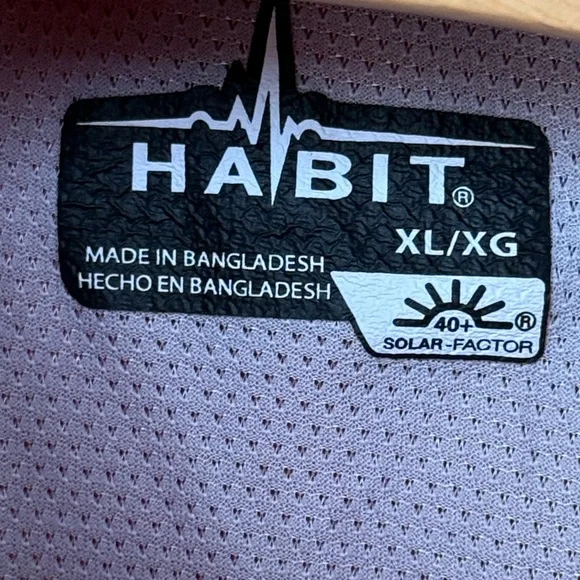 HABIT®
XL/XG
MADE IN BANGLADESH
HECHO EN BANGLADESH
40+ ®
SOLAR-FACTOR